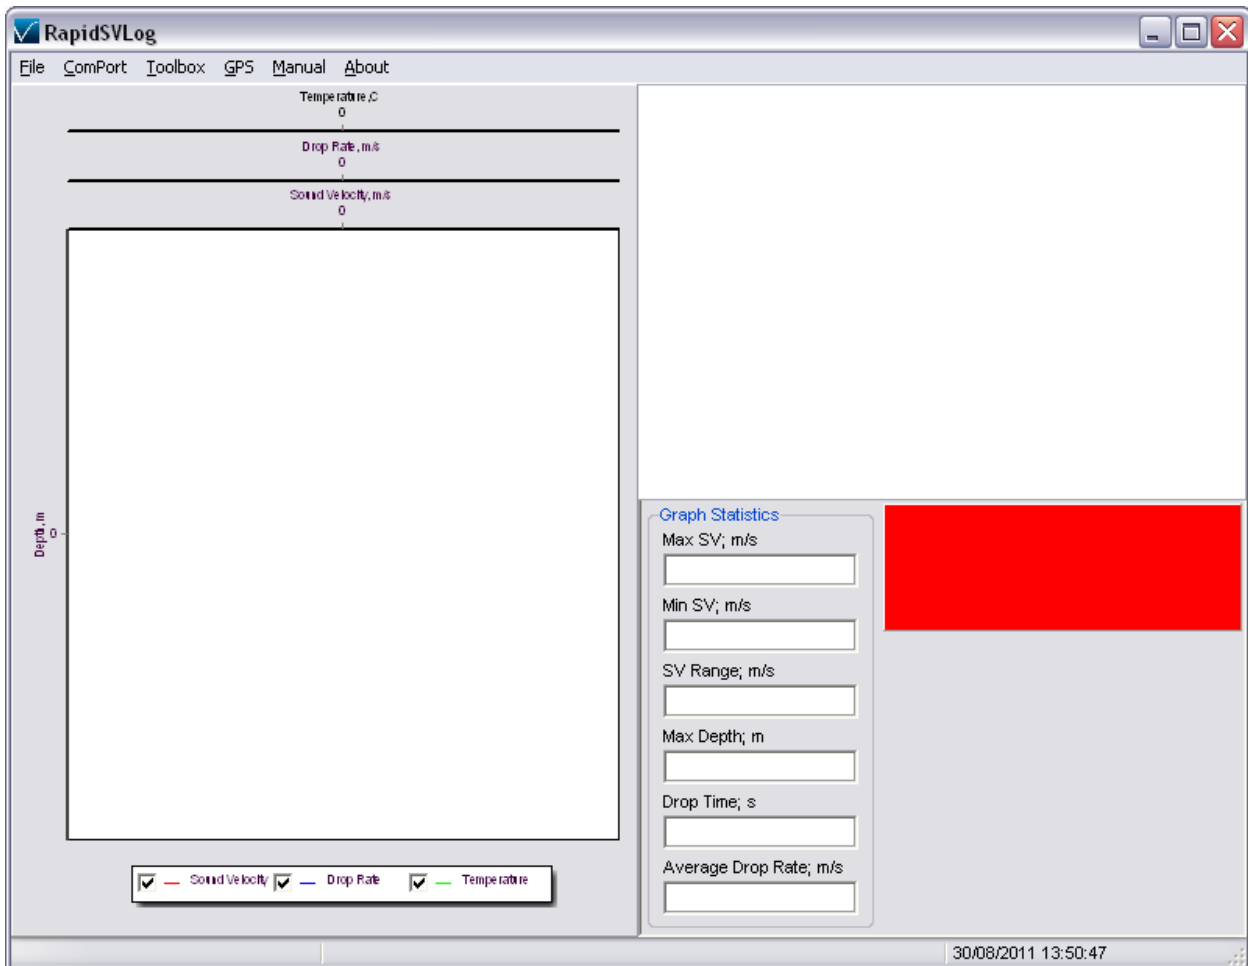 RapidSVLog
File ComPort Toolbox GPS Manual About
Temperature,C
0
Drop Rate, m/s
0
Sound Velocity, m/s
0
Depth, m
0
Sound Velocity Drop Rate Temperature
Graph Statistics
Max SV; m/s
Min SV; m/s
SV Range; m/s
Max Depth; m
Drop Time; s
Average Drop Rate; m/s
30/08/2011 13:50:47